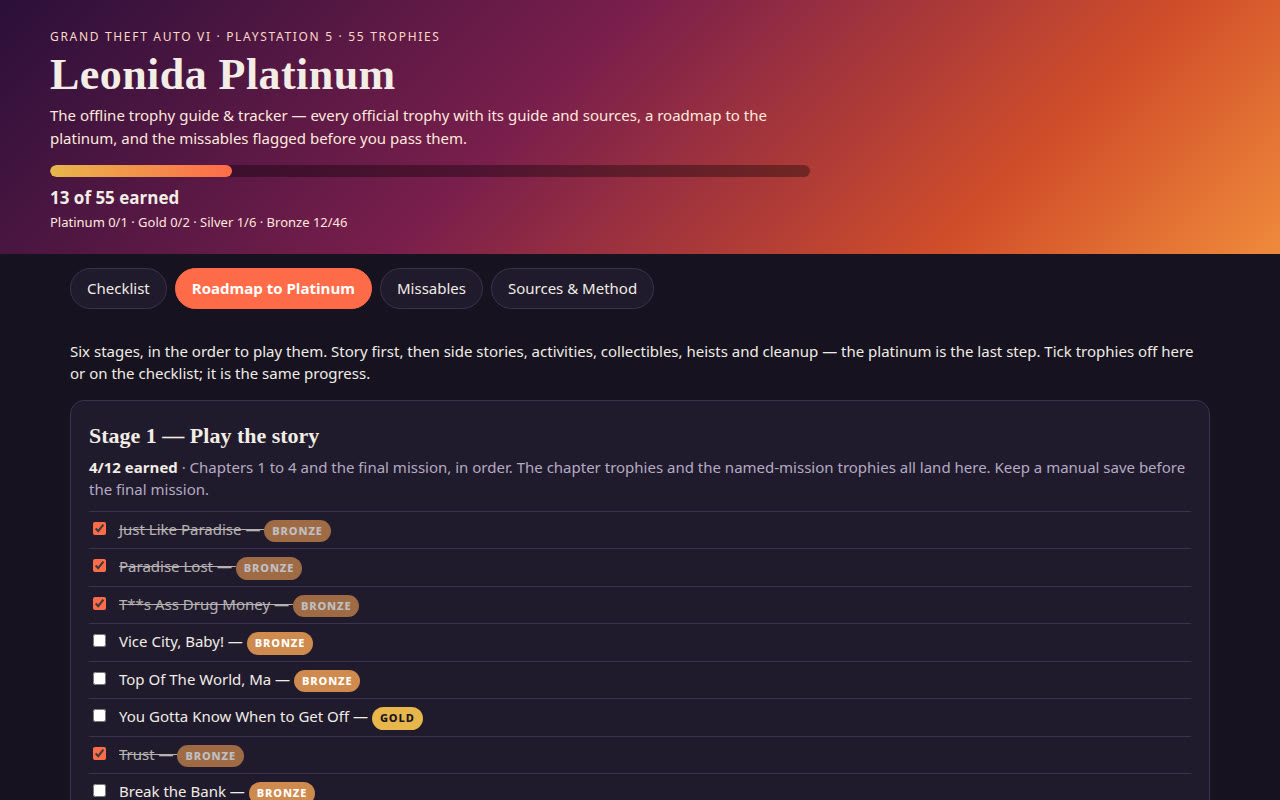 GRAND THEFT AUTO VI · PLAYSTATION 5 · 55 TROPHIES
Leonida Platinum
The offline trophy guide & tracker — every official trophy with its guide and sources, a roadmap to the
platinum, and the missables flagged before you pass them.
13 of 55 earned
Platinum 0/1 · Gold 0/2 · Silver 1/6 · Bronze 12/46
Checklist
Roadmap to Platinum
Missables
Sources & Method
Six stages, in the order to play them. Story first, then side stories, activities, collectibles, heists and cleanup — the platinum is the last step. Tick trophies off here
or on the checklist; it is the same progress.
Stage 1 — Play the story
4/12 earned · Chapters 1 to 4 and the final mission, in order. The chapter trophies and the named-mission trophies all land here. Keep a manual save before
the final mission.
Just Like Paradise — BRONZE
Paradise Lost — BRONZE
T**s Ass Drug Money — BRONZE
Vice City, Baby! — BRONZE
Top Of The World, Ma — BRONZE
You Gotta Know When to Get Off — GOLD
Trust — BRONZE
Break the Bank — BRONZE